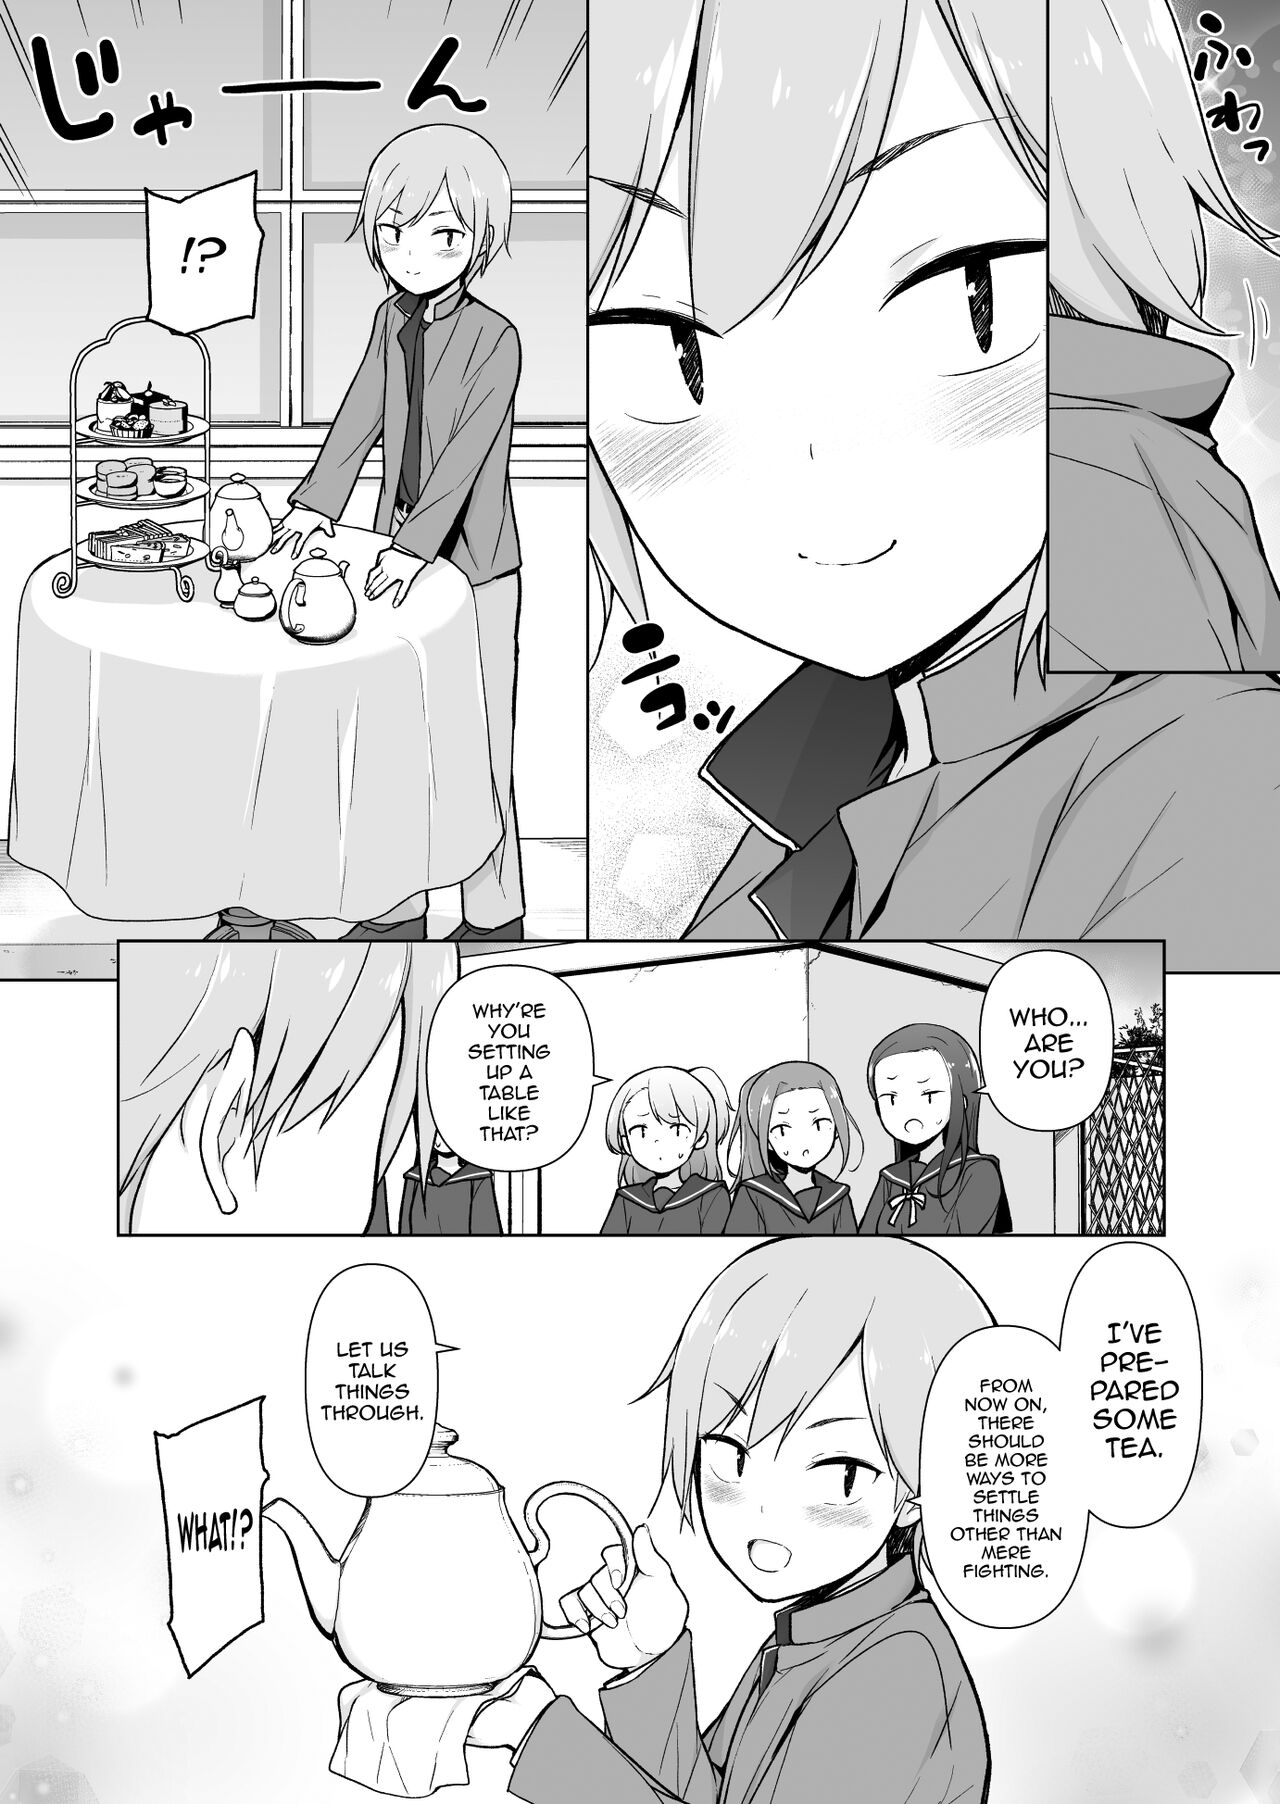 ふわっ
ニコッ
じゃーん
!?
WHO...
ARE
YOU?
WHY'RE
YOU
SETTING
UP A
TABLE
LIKE
THAT?
I'VE
PRE-
PARED
SOME
TEA.
FROM
NOW ON,
THERE
SHOULD
BE MORE
WAYS TO
SETTLE
THINGS
OTHER THAN
MERE
FIGHTING.
LET US
TALK
THINGS
THROUGH.
WHAT!?